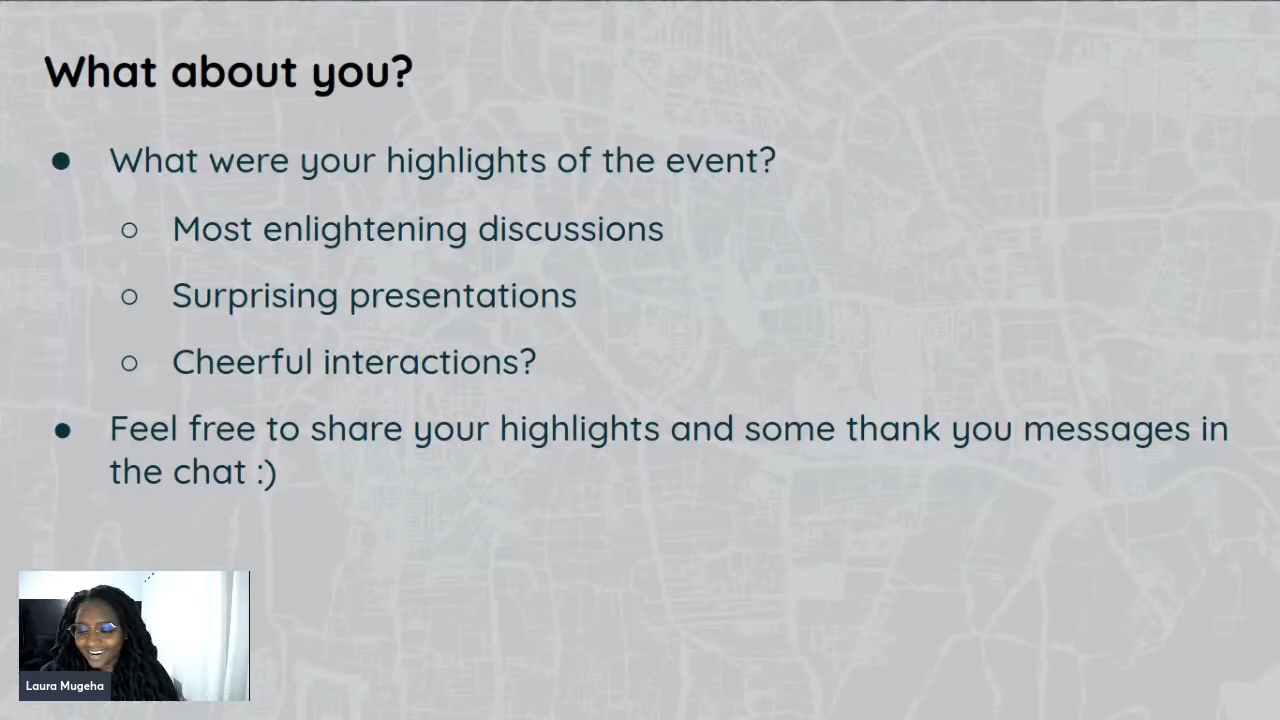 What about you?
● What were your highlights of the event?
○ Most enlightening discussions
○ Surprising presentations
○ Cheerful interactions?
● Feel free to share your highlights and some thank you messages in
the chat :)
Laura Mugeha